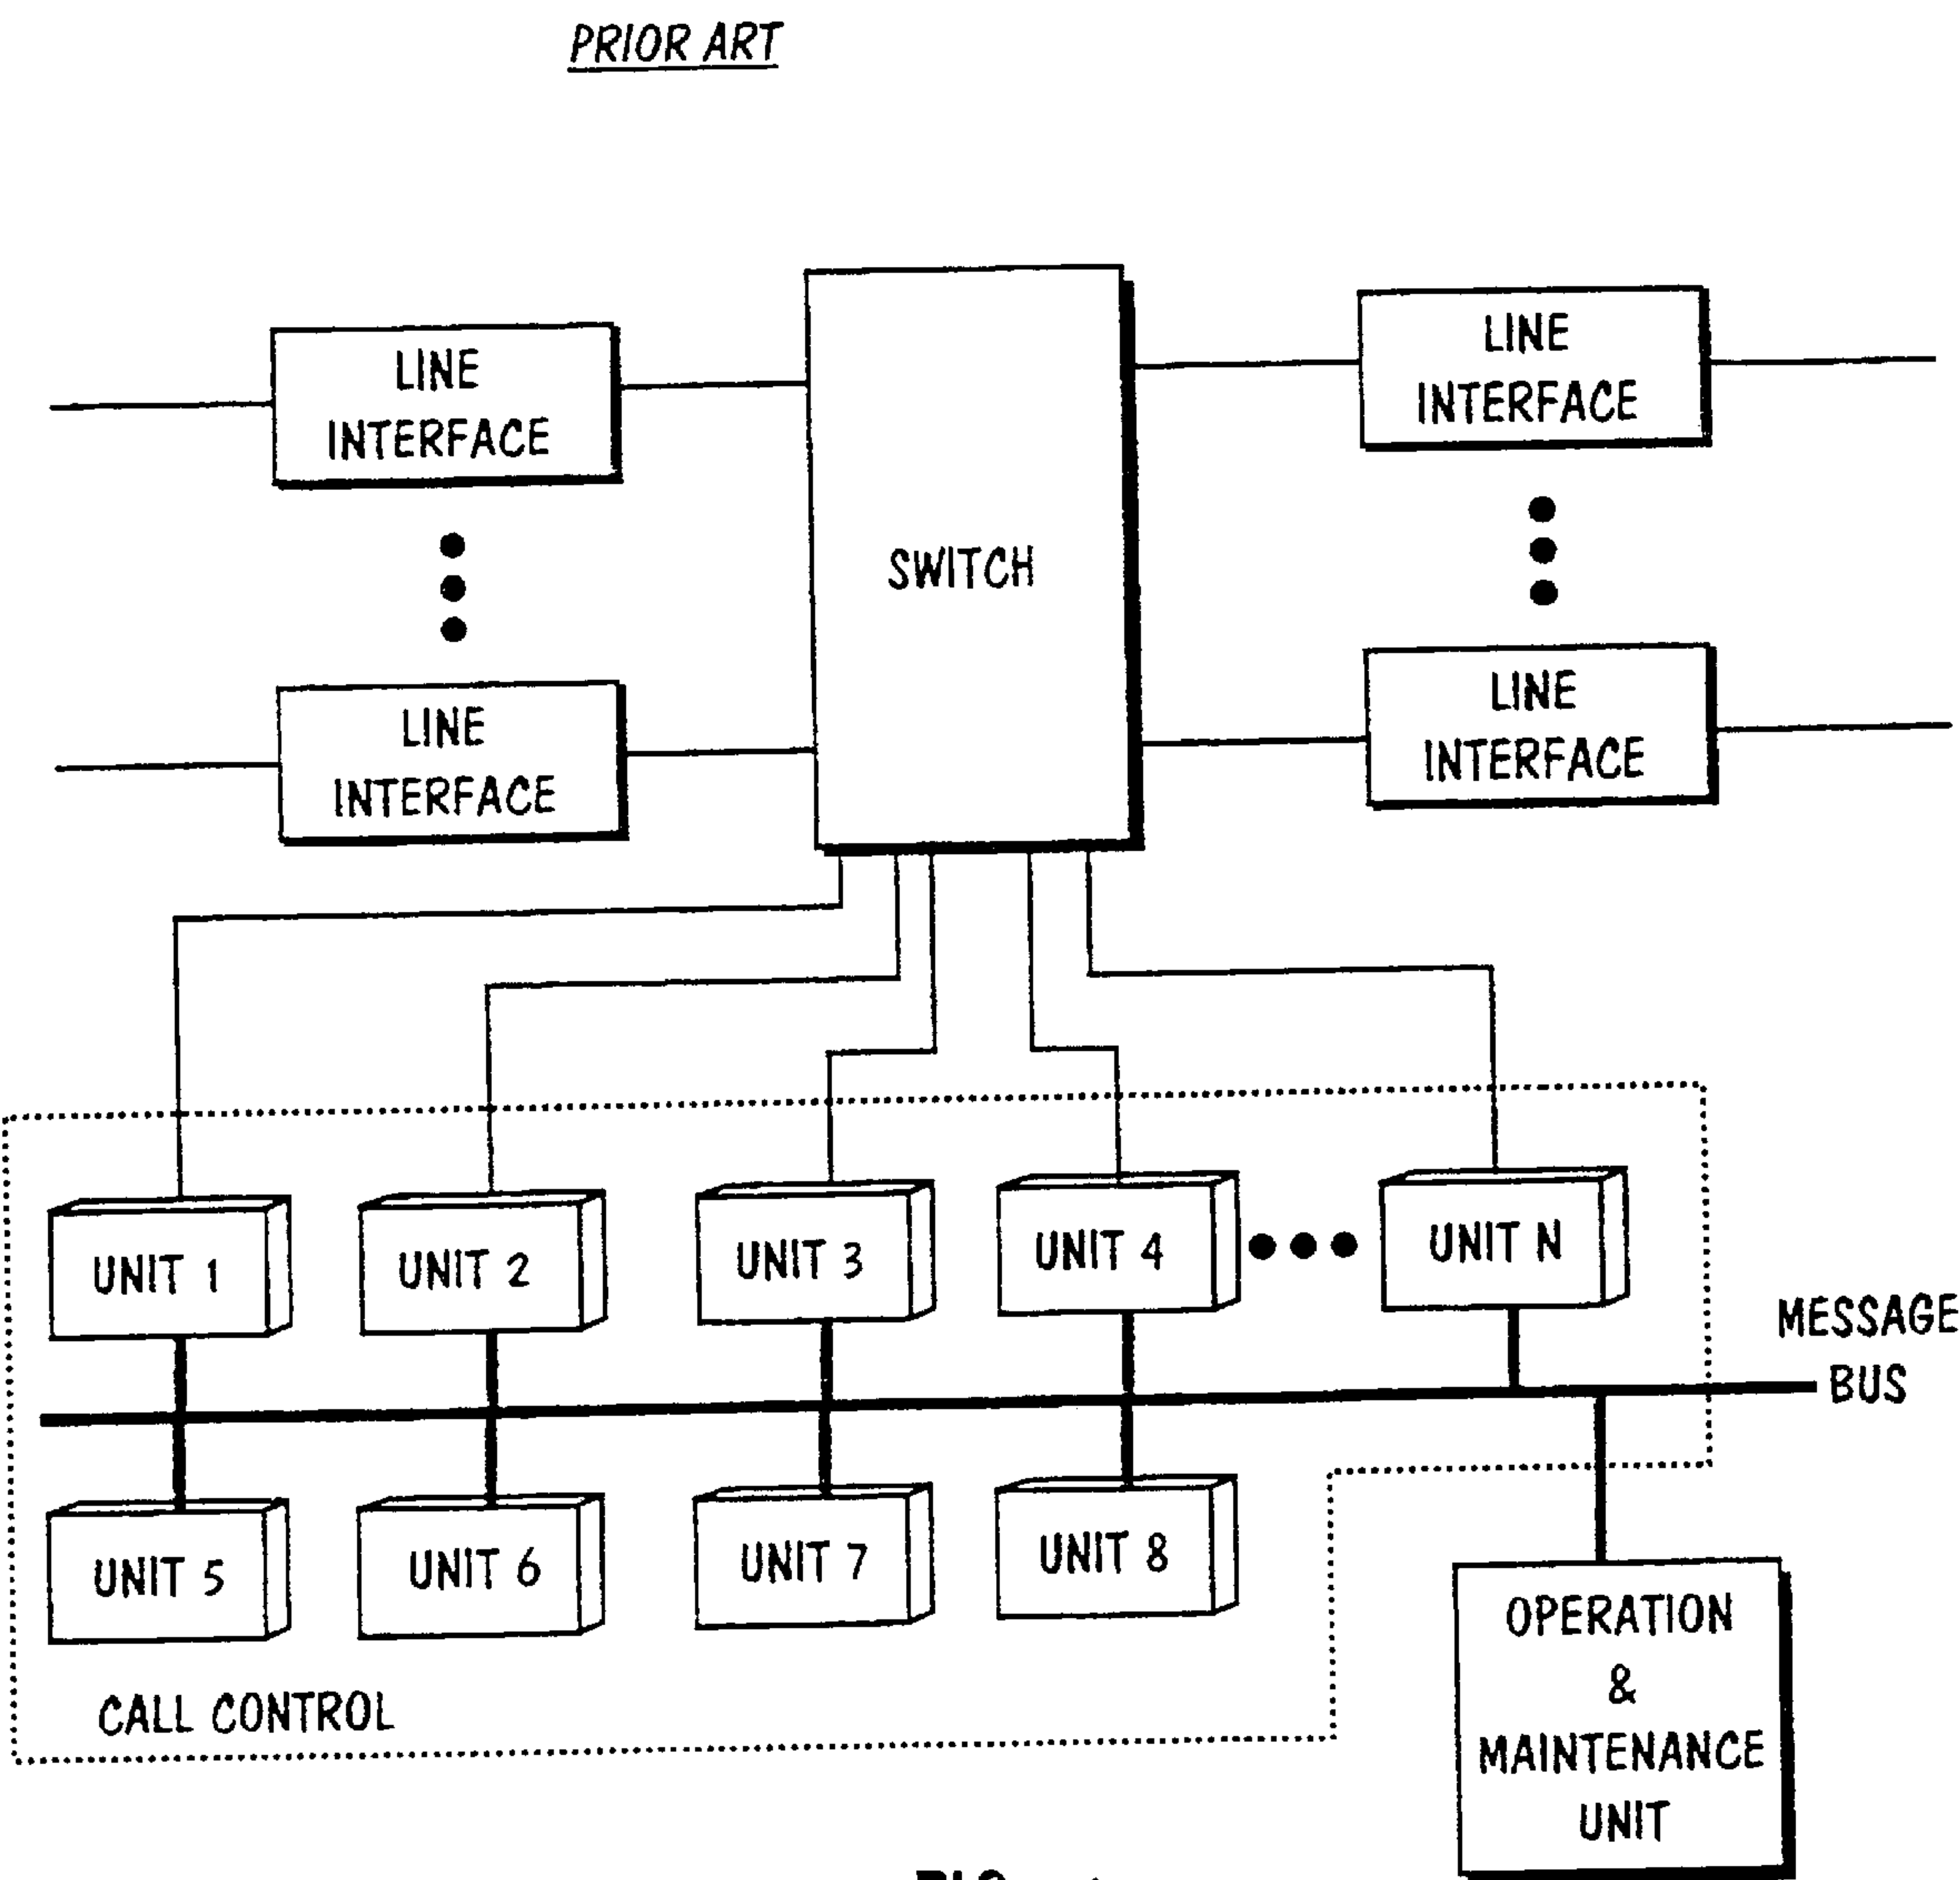 PRIOR ART
LINE
INTERFACE
LINE
INTERFACE
SWITCH
LINE
INTERFACE
LINE
INTERFACE
UNIT 1
UNIT 2
UNIT 3
UNIT 4
UNIT N
MESSAGE
BUS
UNIT 5
UNIT 6
UNIT 7
UNIT 8
CALL CONTROL
OPERATION
&
MAINTENANCE
UNIT